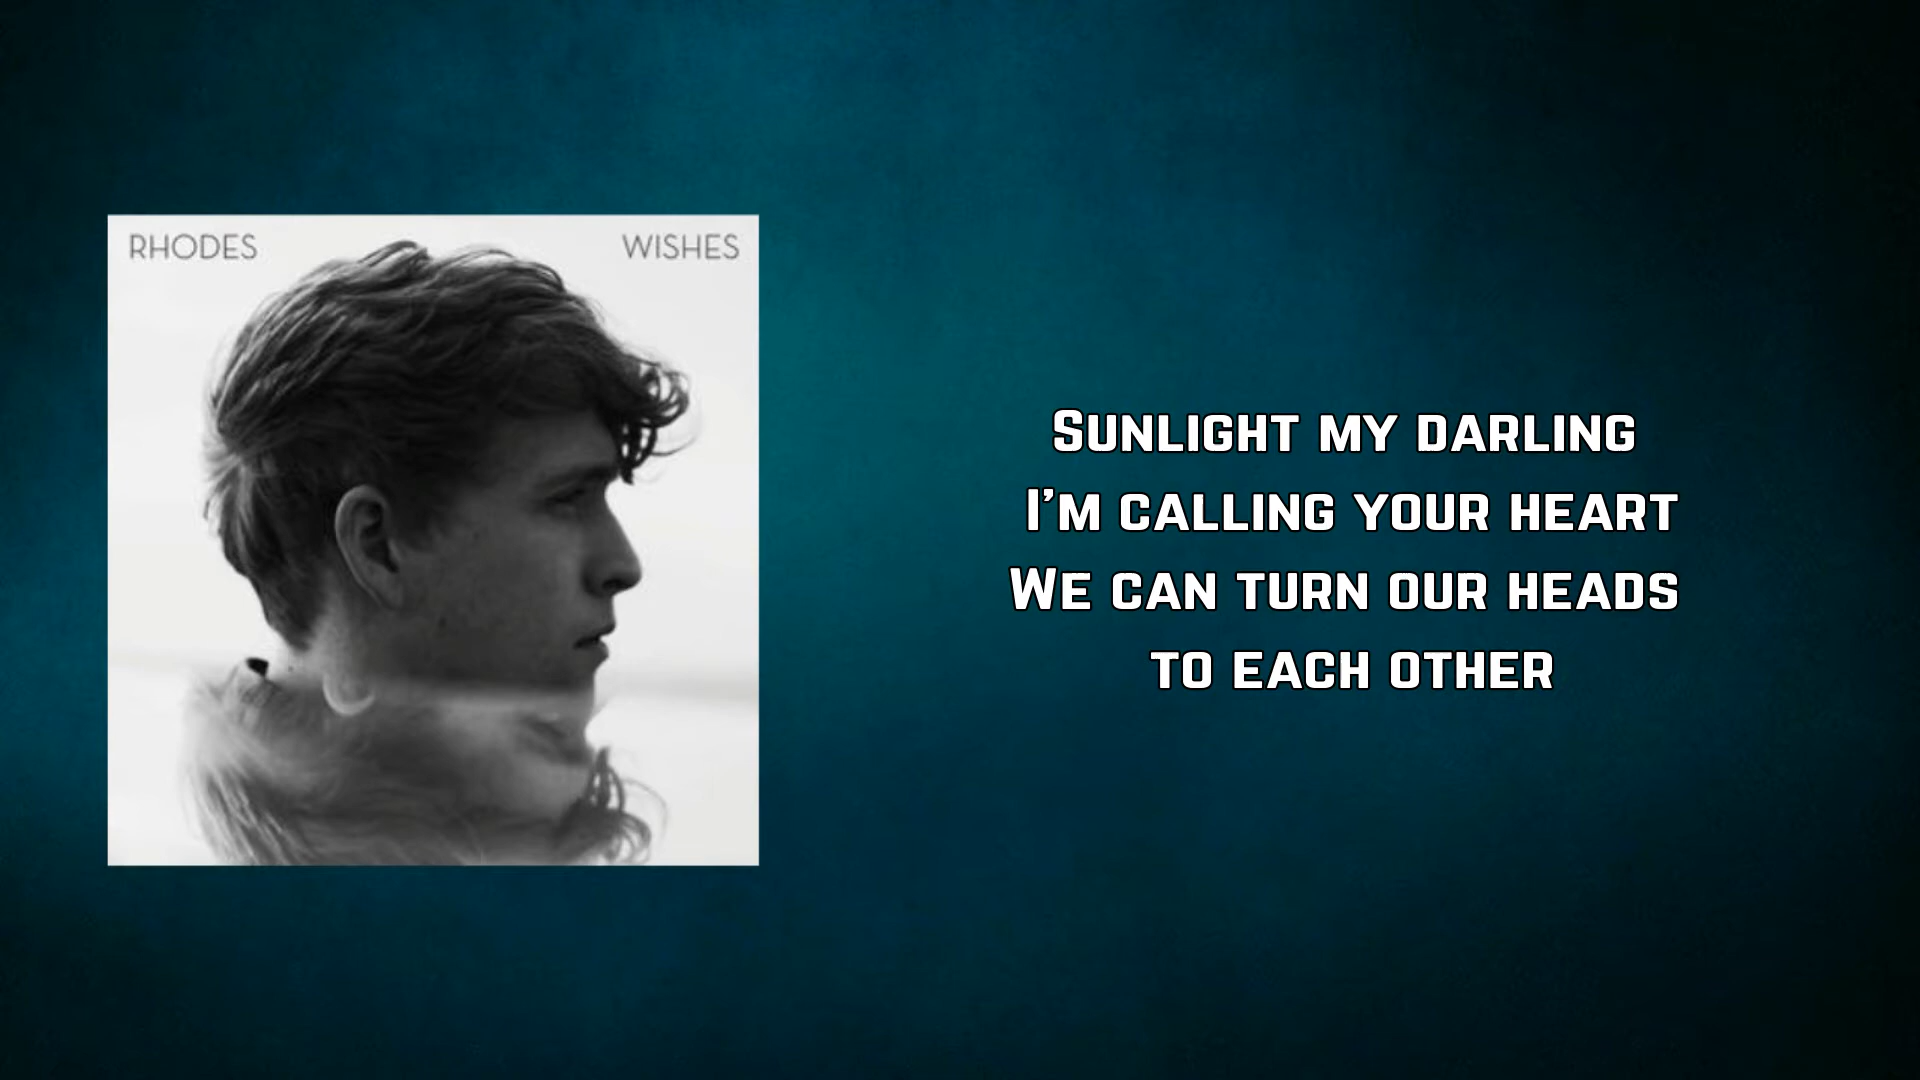 RHODES
WISHES
Sunlight my darling
I'm calling your heart
We can turn our heads
to each other